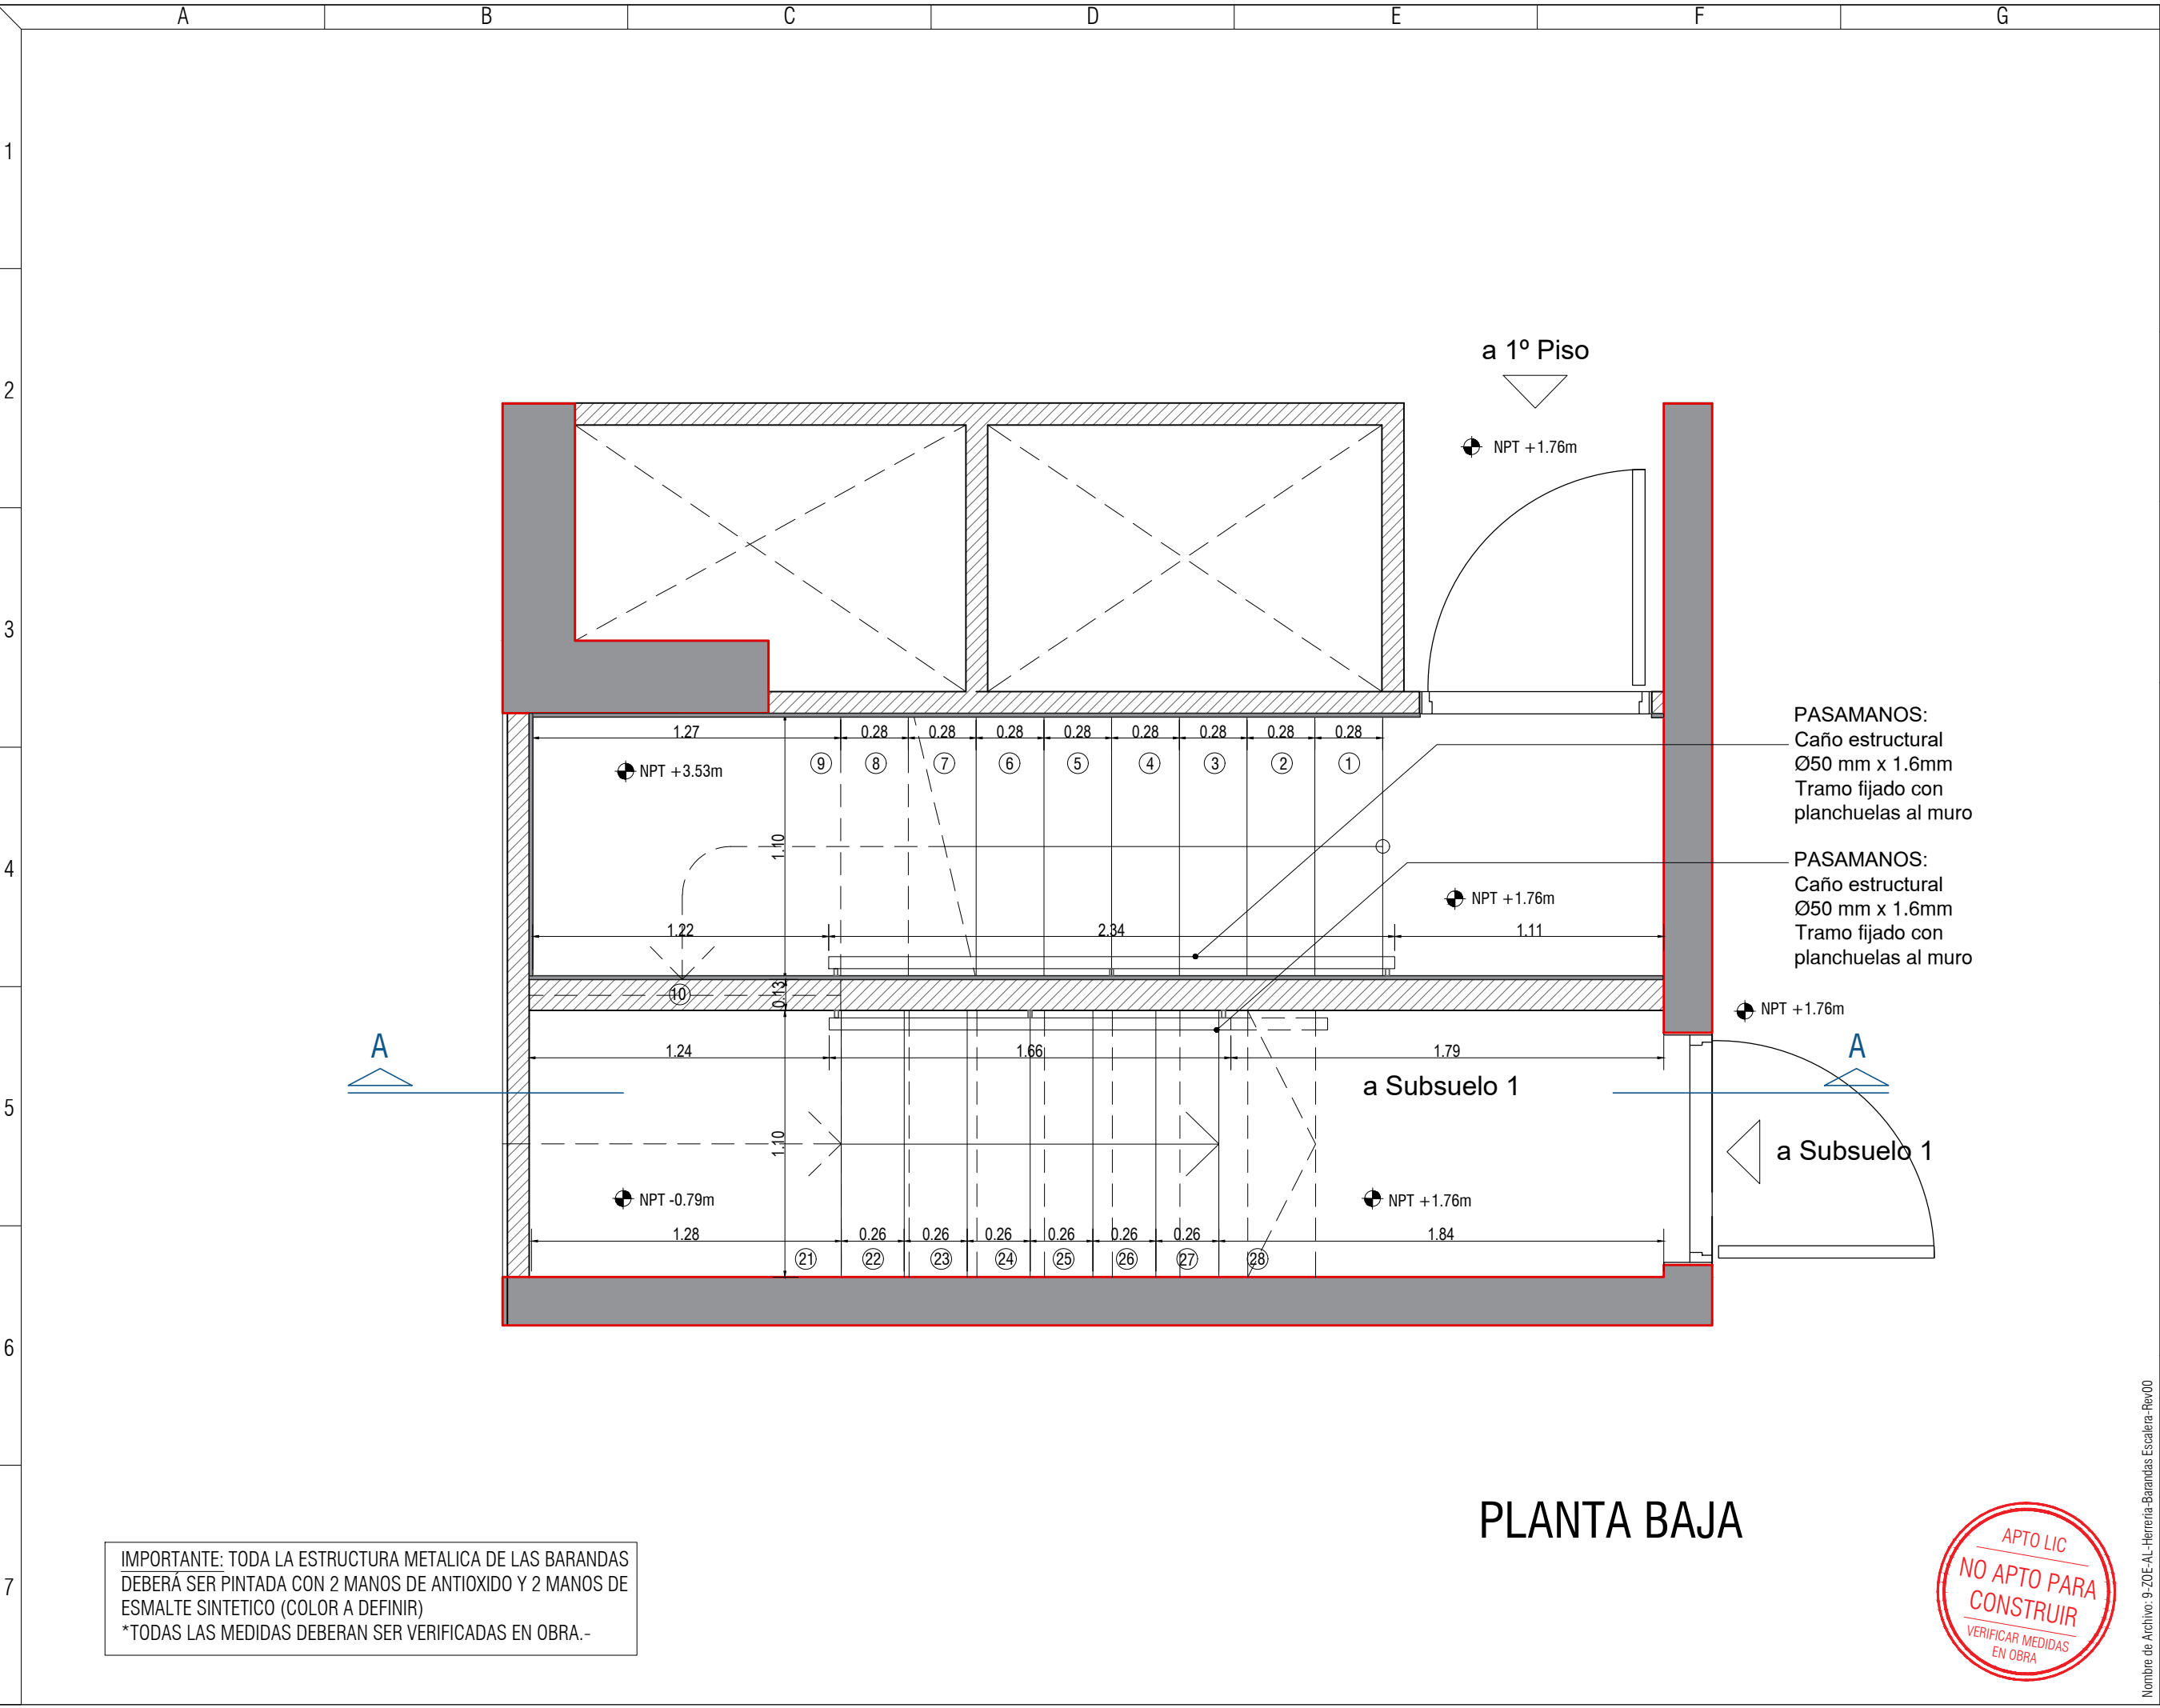 A B C D E F G
1
2
3
4
5
6
7
a 1º Piso
NPT +1.76m
1.27 0.28 0.28 0.28 0.28 0.28 0.28 0.28 0.28
9 8 7 6 5 4 3 2 1
NPT +3.53m
1.10
NPT +1.76m
1.22 2.34 1.11
10
0.13
PASAMANOS:
Caño estructural
Ø50 mm x 1.6mm
Tramo fijado con
planchuelas al muro
PASAMANOS:
Caño estructural
Ø50 mm x 1.6mm
Tramo fijado con
planchuelas al muro
NPT +1.76m
A
A
1.24 1.66 1.79
a Subsuelo 1
a Subsuelo 1
1.10
NPT -0.79m
NPT +1.76m
1.28 0.26 0.26 0.26 0.26 0.26 0.26 1.84
21 22 23 24 25 26 27 28
PLANTA BAJA
IMPORTANTE: TODA LA ESTRUCTURA METALICA DE LAS BARANDAS
DEBERÁ SER PINTADA CON 2 MANOS DE ANTIOXIDO Y 2 MANOS DE
ESMALTE SINTETICO (COLOR A DEFINIR)
*TODAS LAS MEDIDAS DEBERAN SER VERIFICADAS EN OBRA.-
APTO LIC
NO APTO PARA
CONSTRUIR
VERIFICAR MEDIDAS
EN OBRA
Nombre de Archivo: 9-ZOE-AL-Herreria-Barandas Escalera-Rev00